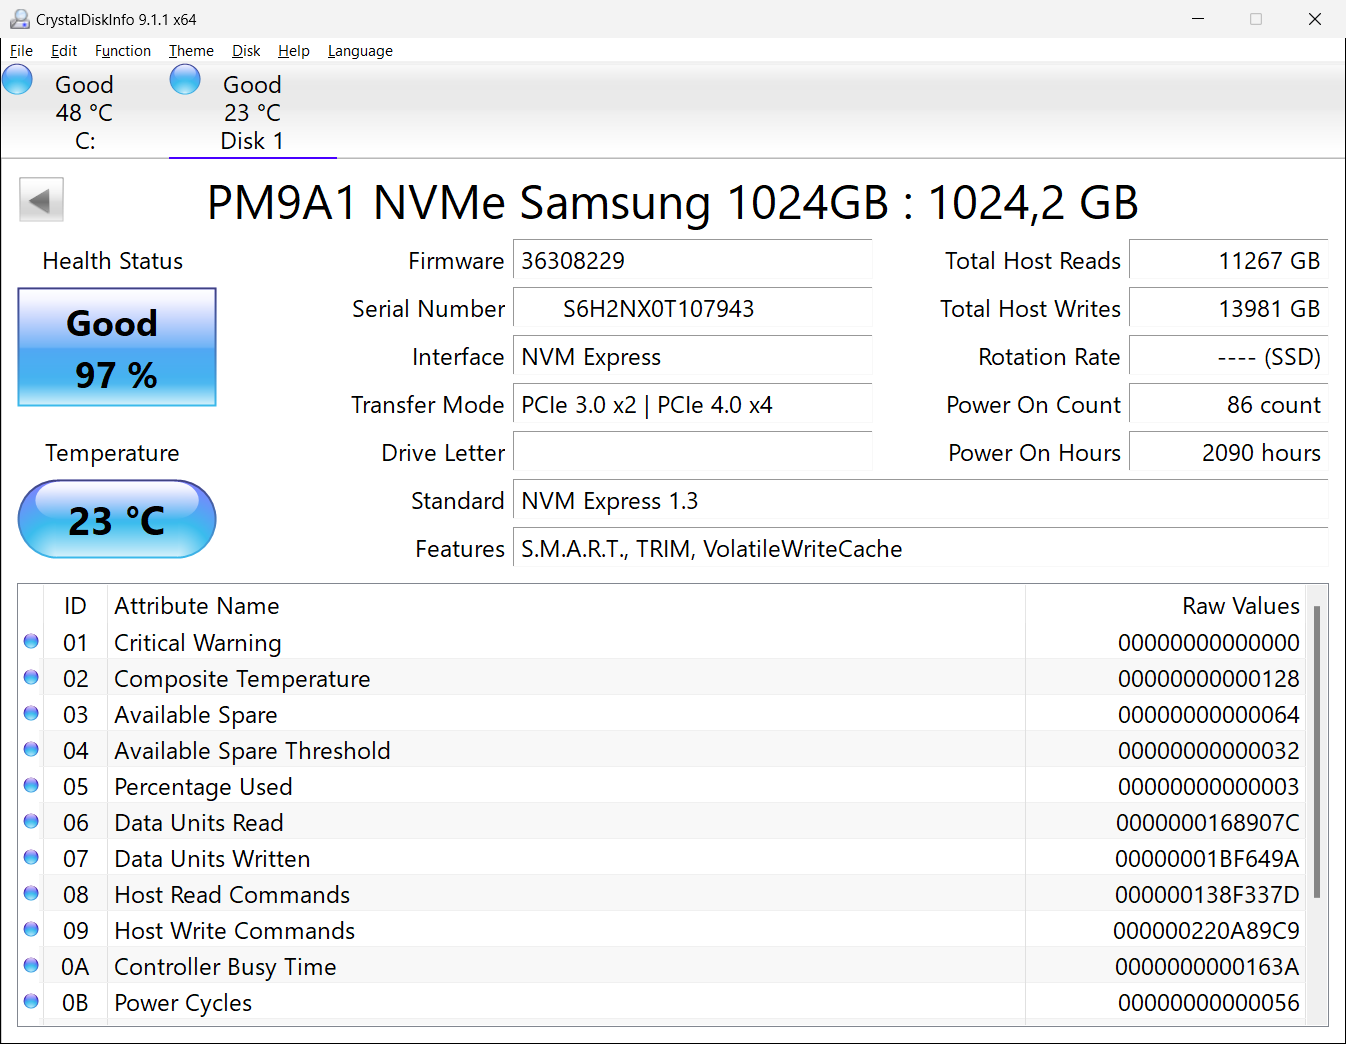 CrystalDiskInfo 9.1.1 x64
File Edit Function Theme Disk Help Language
Good
48 °C
C:
Good
23 °C
Disk 1
PM9A1 NVMe Samsung 1024GB : 1024,2 GB
Health Status
Good
97 %
Temperature
23 °C
Firmware 36308229
Serial Number S6H2NX0T107943
Interface NVM Express
Transfer Mode PCIe 3.0 x2 | PCIe 4.0 x4
Drive Letter
Standard NVM Express 1.3
Features S.M.A.R.T., TRIM, VolatileWriteCache
Total Host Reads 11267 GB
Total Host Writes 13981 GB
Rotation Rate ---- (SSD)
Power On Count 86 count
Power On Hours 2090 hours
ID Attribute Name Raw Values
01 Critical Warning 00000000000000
02 Composite Temperature 00000000000128
03 Available Spare 00000000000064
04 Available Spare Threshold 00000000000032
05 Percentage Used 00000000000003
06 Data Units Read 0000000168907C
07 Data Units Written 00000001BF649A
08 Host Read Commands 000000138F337D
09 Host Write Commands 000000220A89C9
0A Controller Busy Time 0000000000163A
0B Power Cycles 00000000000056